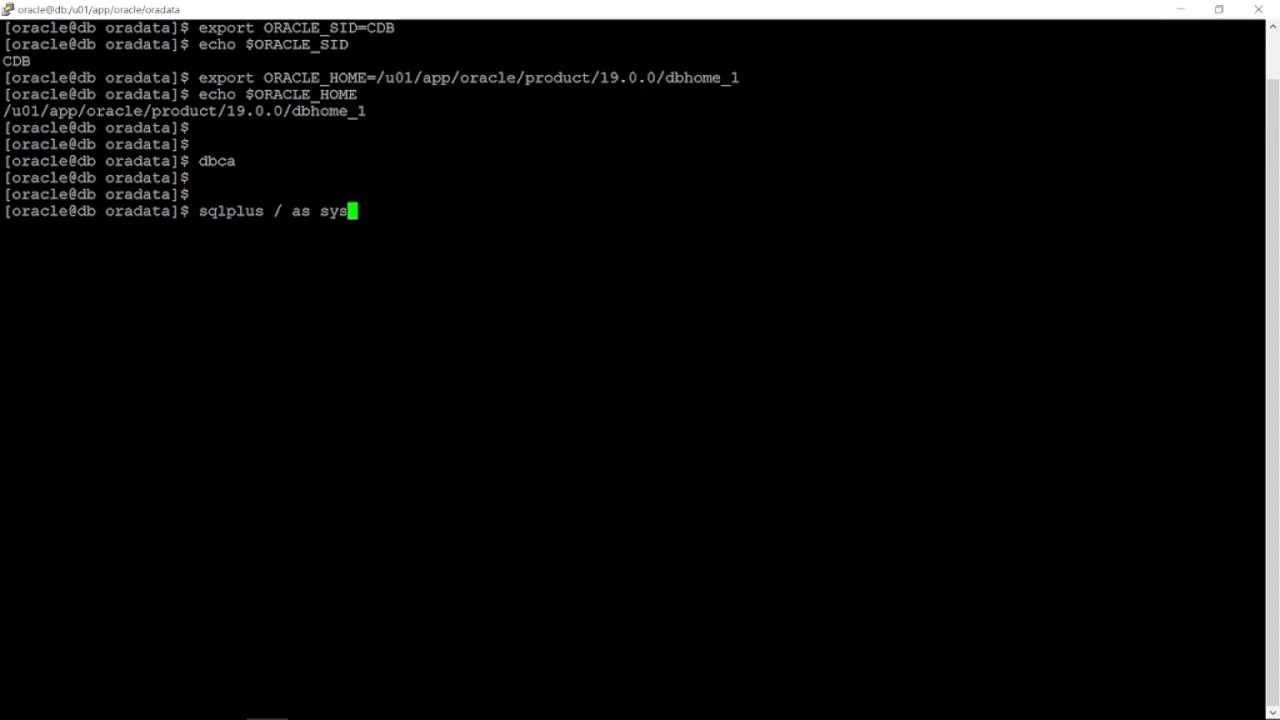 oracle@db:/u01/app/oracle/oradata
[oracle@db oradata]$ export ORACLE_SID=CDB
[oracle@db oradata]$ echo $ORACLE_SID
CDB
[oracle@db oradata]$ export ORACLE_HOME=/u01/app/oracle/product/19.0.0/dbhome_1
[oracle@db oradata]$ echo $ORACLE_HOME
/u01/app/oracle/product/19.0.0/dbhome_1
[oracle@db oradata]$
[oracle@db oradata]$
[oracle@db oradata]$ dbca
[oracle@db oradata]$
[oracle@db oradata]$
[oracle@db oradata]$ sqlplus / as sys